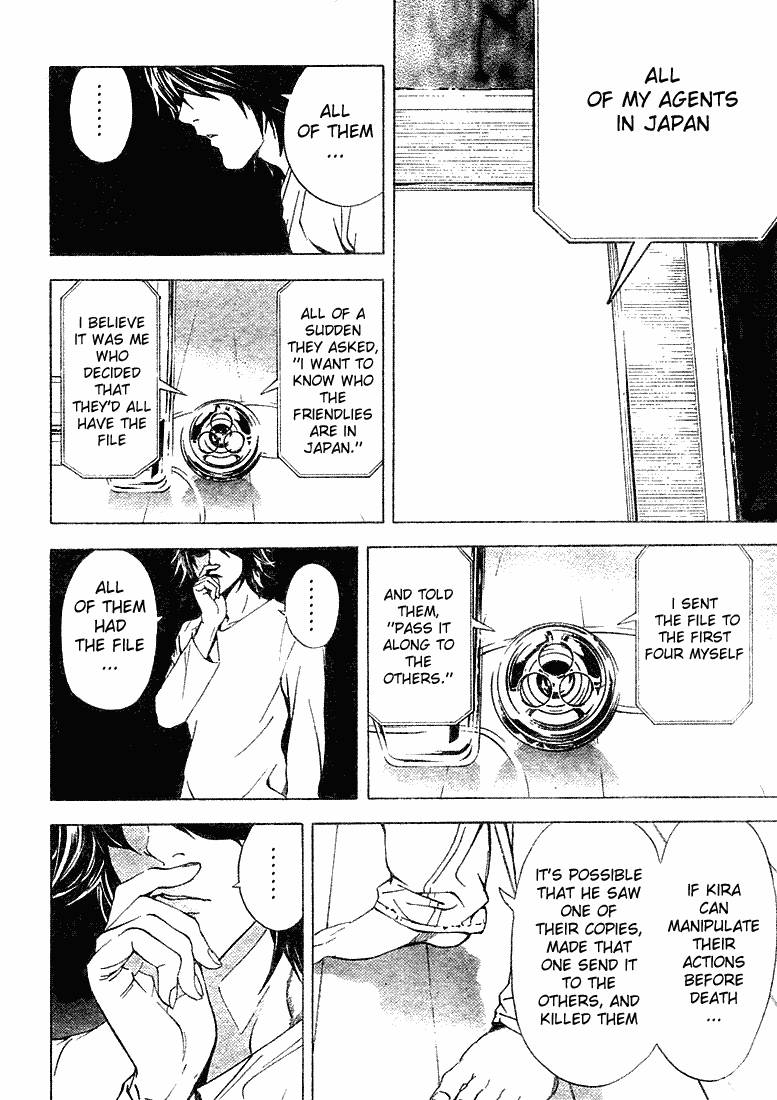 ALL
OF MY AGENTS
IN JAPAN
ALL
OF THEM
...
......
ALL OF A
SUDDEN
THEY ASKED,
"I WANT TO
KNOW WHO
THE
FRIENDLIES
ARE IN
JAPAN."
I BELIEVE
IT WAS ME
WHO
DECIDED
THAT
THEY'D ALL
HAVE THE
FILE
I SENT
THE FILE TO
THE FIRST
FOUR MYSELF
AND TOLD
THEM,
"PASS IT
ALONG TO
THE
OTHERS."
......
ALL
OF THEM
HAD
THE FILE
...
IF KIRA
CAN
MANIPULATE
THEIR
ACTIONS
BEFORE
DEATH
...
IT'S POSSIBLE
THAT HE SAW
ONE OF
THEIR COPIES,
MADE THAT
ONE SEND IT
TO THE
OTHERS, AND
KILLED THEM
......